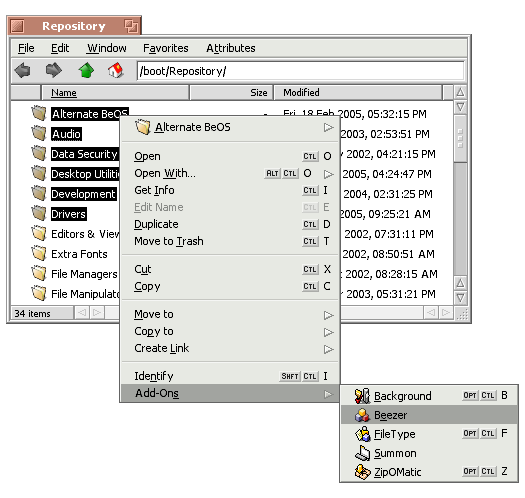 Repository
File Edit Window Favorites Attributes
/boot/Repository/
Name Size Modified
Alternate BeOS - Fri, 18 Feb 2005, 05:32:15 PM
Audio 2003, 02:53:51 PM
Data Security 2002, 04:21:15 PM
Desktop Utiliti 2005, 04:24:47 PM
Development 2004, 02:31:25 PM
Drivers 2005, 09:25:21 AM
Editors & View 2002, 07:31:11 PM
Extra Fonts 2002, 08:50:51 AM
File Managers 2002, 08:28:15 AM
File Manipulato 2003, 05:31:21 PM
34 items
Alternate BeOS
Open CTL O
Open With... ALT CTL O
Get Info CTL I
Edit Name CTL E
Duplicate CTL D
Move to Trash CTL T
Cut CTL X
Copy CTL C
Move to
Copy to
Create Link
Identify SHFT CTL I
Add-Ons
Background OPT CTL B
Beezer
FileType OPT CTL F
Summon
ZipOMatic OPT CTL Z